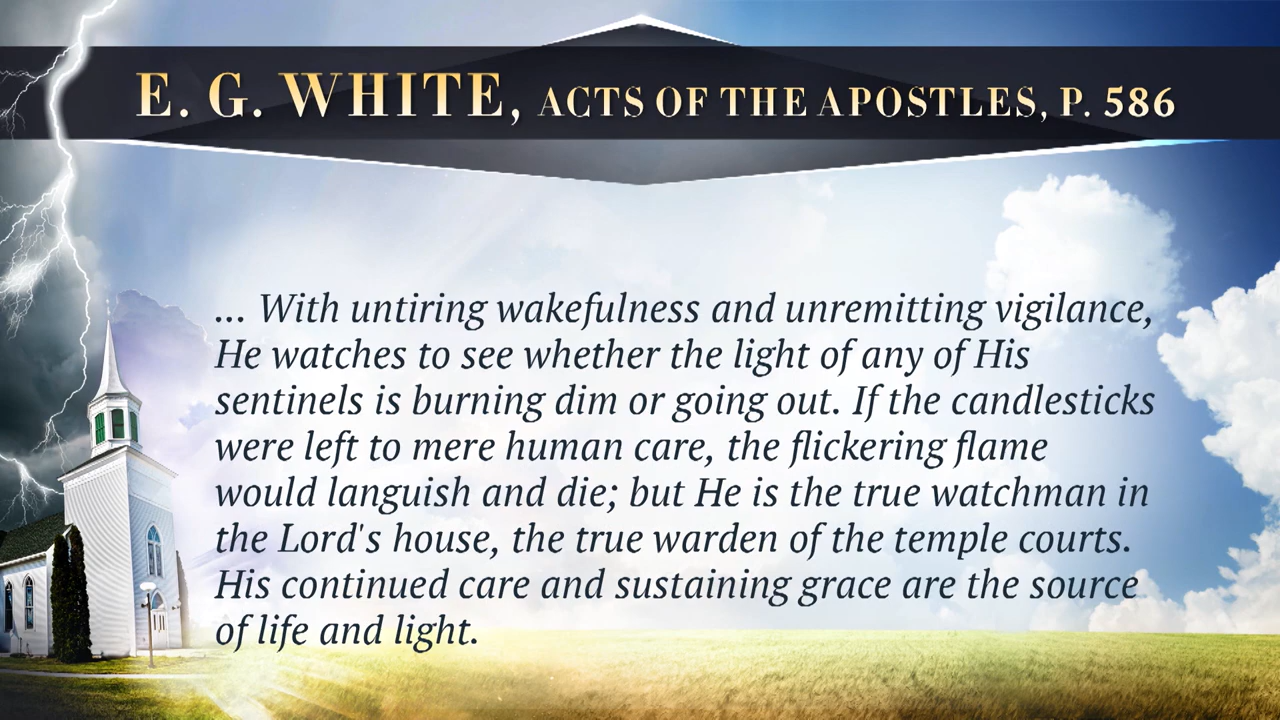 E. G. WHITE, ACTS OF THE APOSTLES, P. 586
... With untiring wakefulness and unremitting vigilance,
He watches to see whether the light of any of His
sentinels is burning dim or going out. If the candlesticks
were left to mere human care, the flickering flame
would languish and die; but He is the true watchman in
the Lord's house, the true warden of the temple courts.
His continued care and sustaining grace are the source
of life and light.